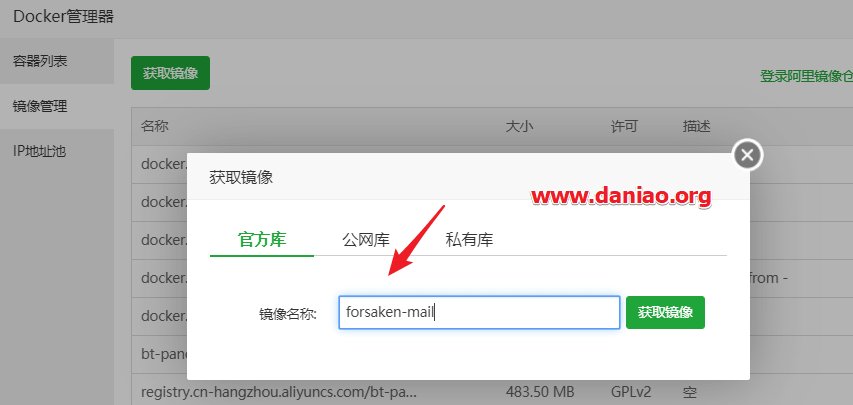 Docker管理器
容器列表
镜像管理
IP地址池
获取镜像
登录阿里镜像仓
名称 大小 许可 描述
docker.
docker.
docker.
docker. from -
docker.
bt-pane
registry.cn-hangzhou.aliyuncs.com/bt-pa... 483.50 MB GPLv2 空
获取镜像
www.daniao.org
官方库 公网库 私有库
镜像名称: forsaken-mail 获取镜像